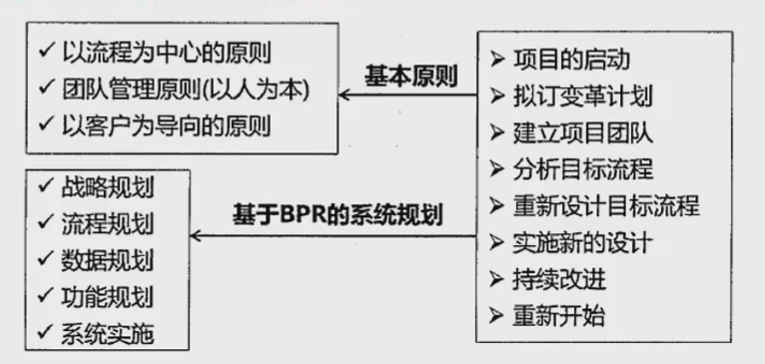 ✓ 以流程为中心的原则
✓ 团队管理原则(以人为本)
✓ 以客户为导向的原则
基本原则
➢ 项目的启动
➢ 拟订变革计划
➢ 建立项目团队
➢ 分析目标流程
➢ 重新设计目标流程
➢ 实施新的设计
➢ 持续改进
➢ 重新开始
✓ 战略规划
✓ 流程规划
✓ 数据规划
✓ 功能规划
✓ 系统实施
基于BPR的系统规划